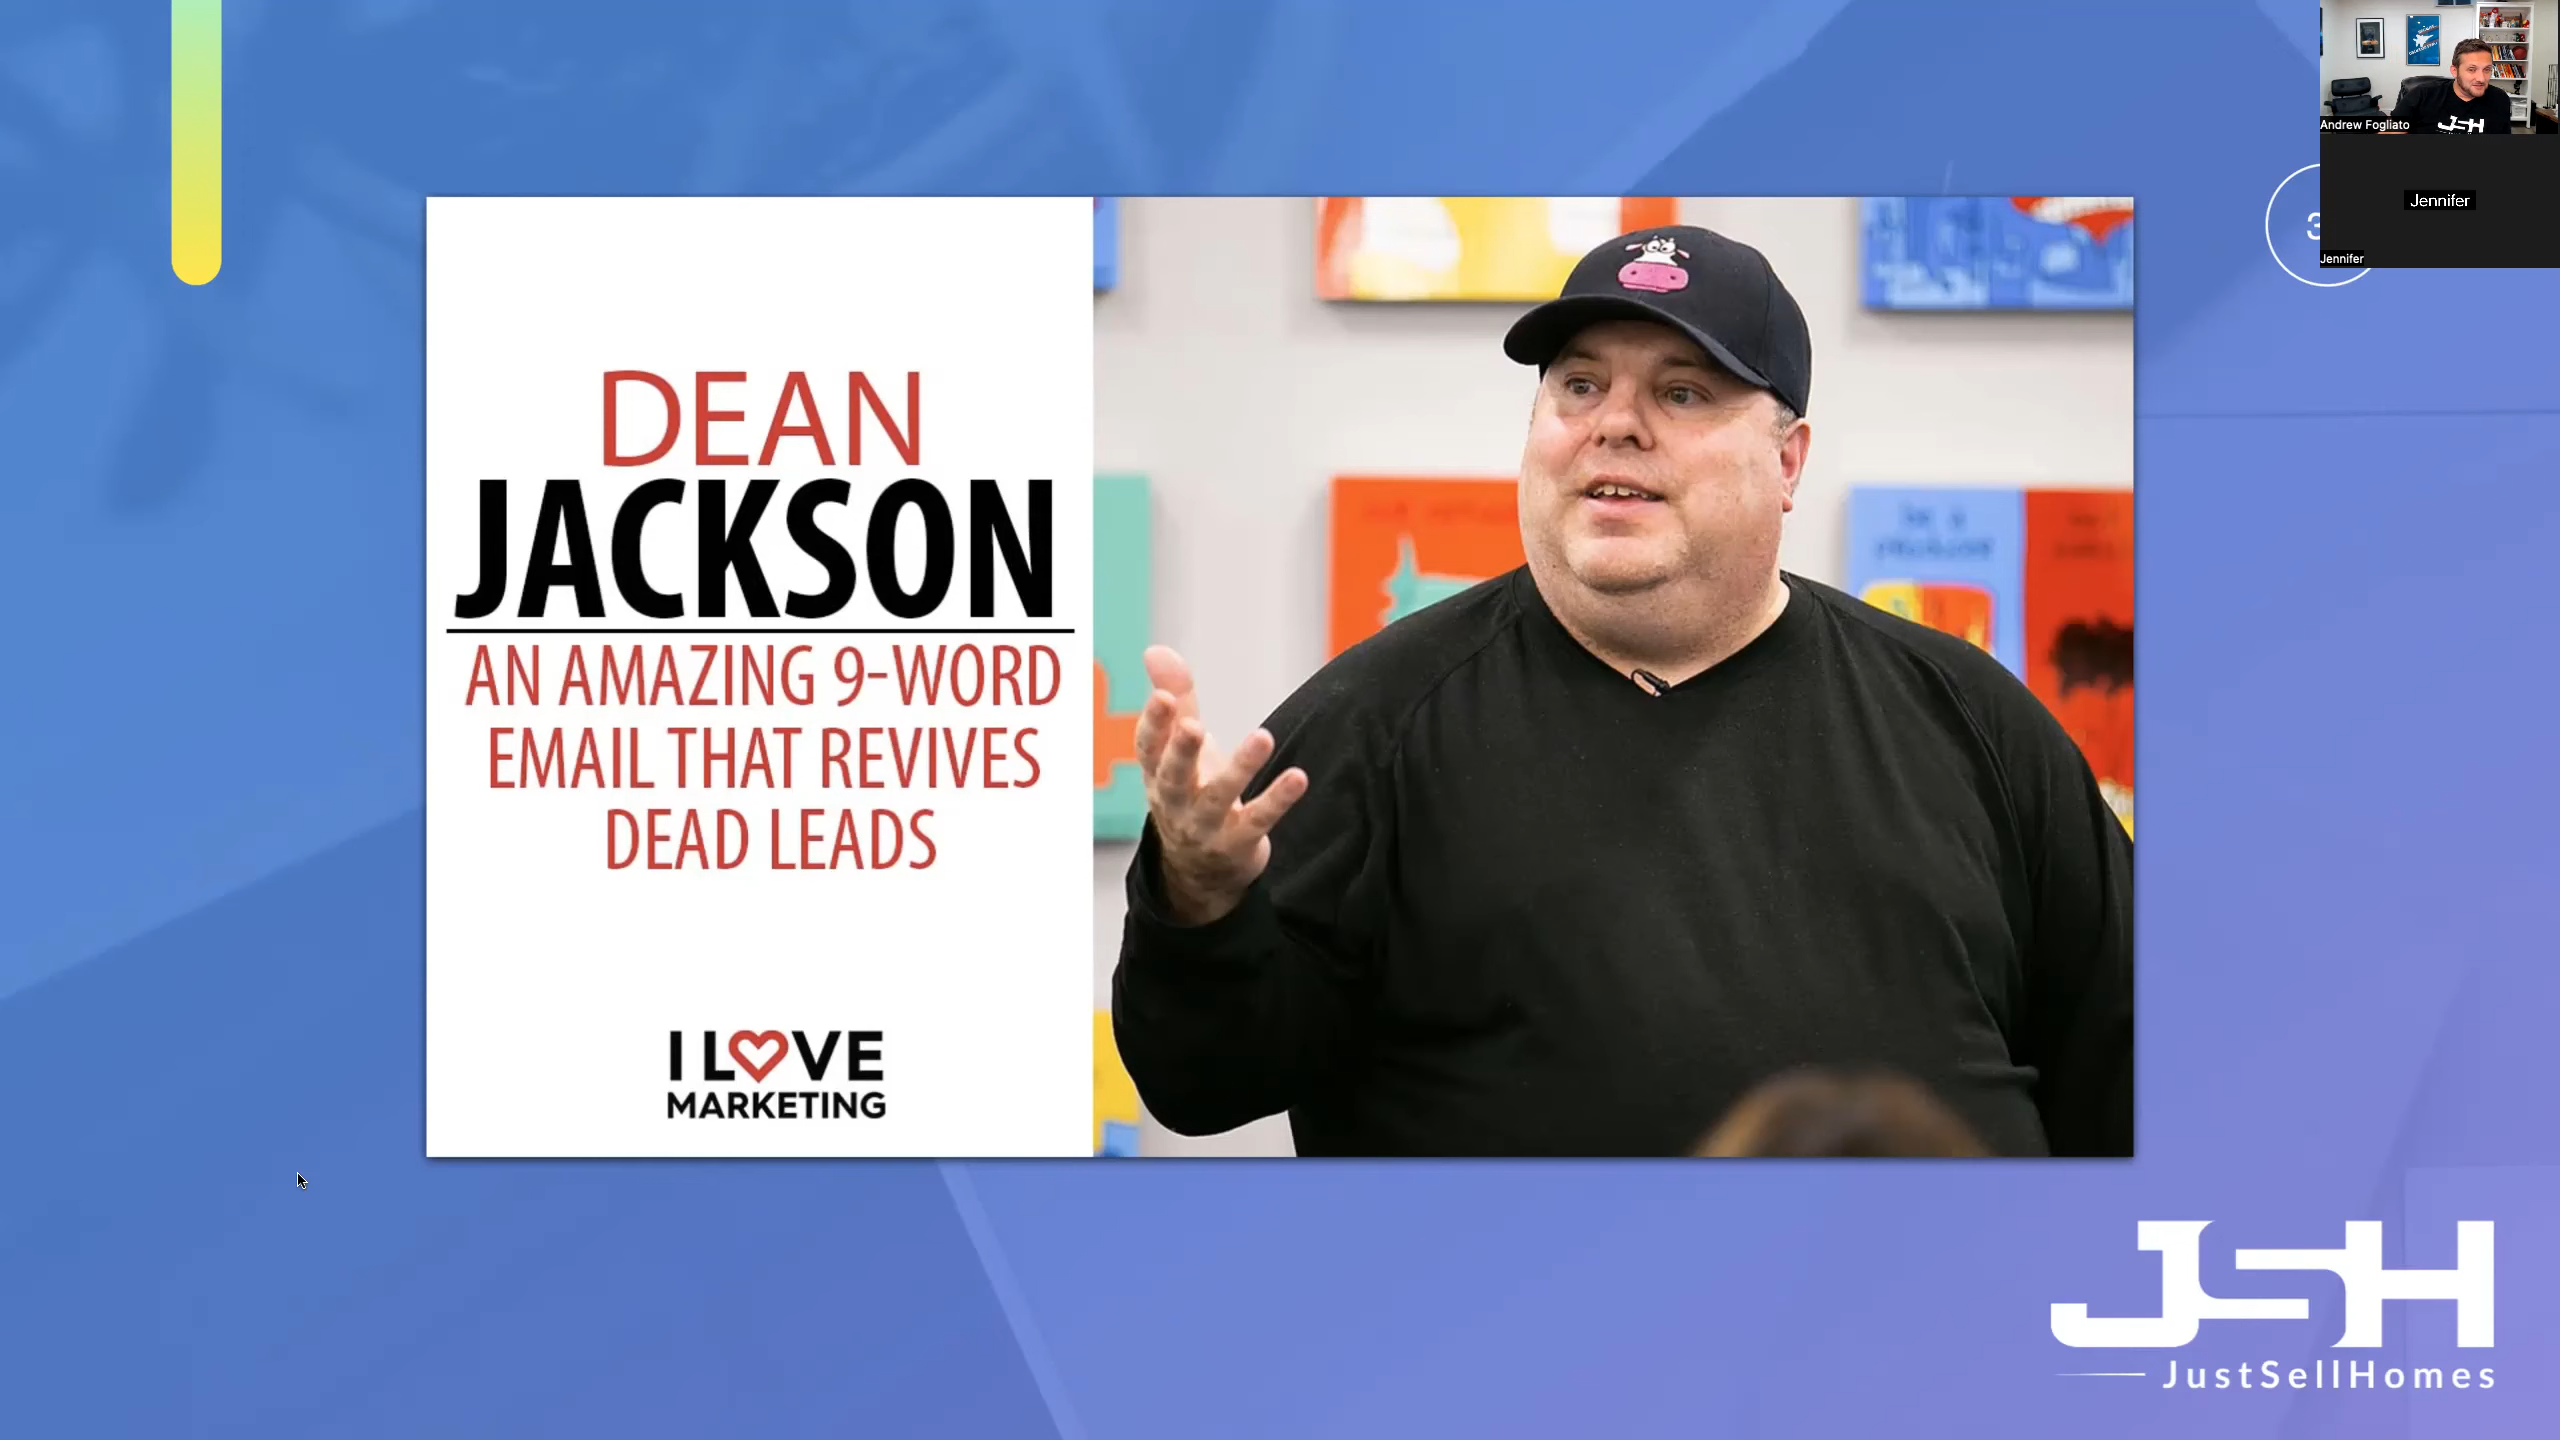 Andrew Fogliato
JSH
Jennifer
Jennifer
3
DEAN
JACKSON
AN AMAZING 9-WORD
EMAIL THAT REVIVES
DEAD LEADS
I LOVE
MARKETING
JSH
JustSellHomes